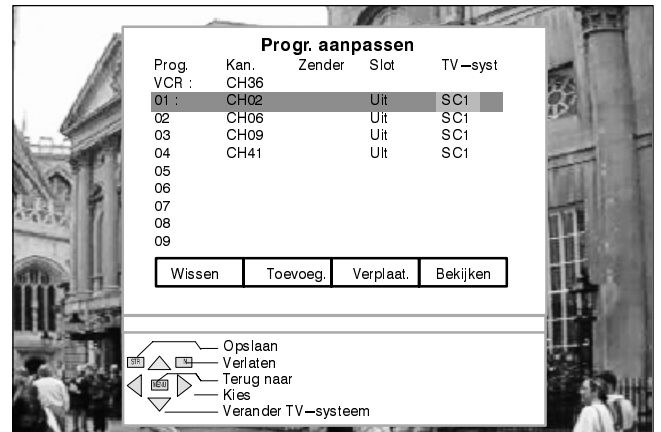 Progr. aanpassen
Prog. Kan. Zender Slot TV-syst
VCR : CH36
01 : CH02 Uit SC1
02 CH06 Uit SC1
03 CH09 Uit SC1
04 CH41 UIt SC1
05
06
07
08
09
Wissen Toevoeg. Verplaat. Bekijken
Opslaan
STR N Verlaten
MENU Terug naar
Kies
Verander TV-systeem